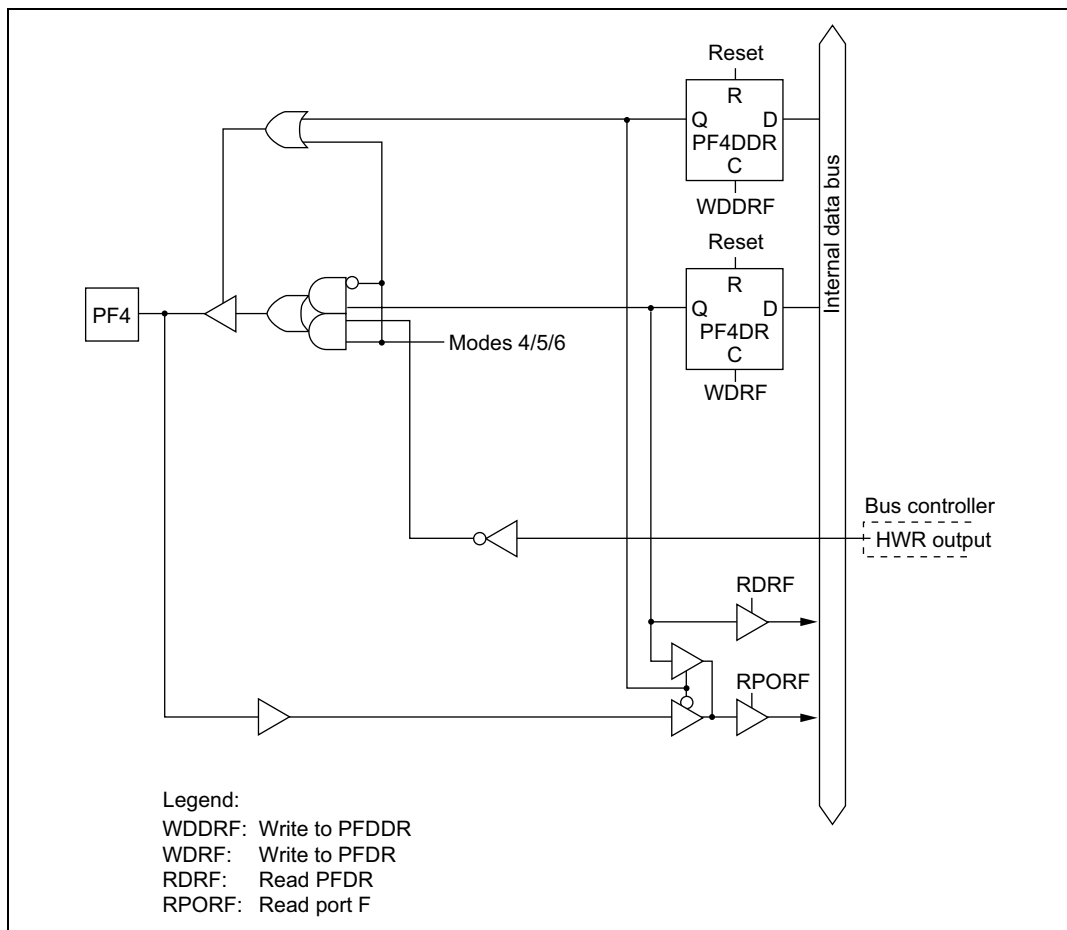 Reset
R
Q D
PF4DDR
C
WDDRF
Reset
R
Q D
PF4DR
C
WDRF
Internal data bus
PF4
Modes 4/5/6
Bus controller
HWR output
RDRF
RPORF
Legend:
WDDRF: Write to PFDDR
WDRF: Write to PFDR
RDRF: Read PFDR
RPORF: Read port F